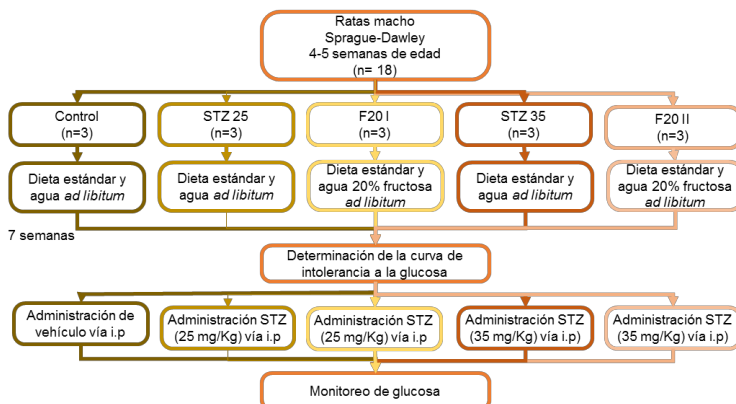 Ratas macho
Sprague-Dawley
4-5 semanas de edad
(n= 18)
Control
(n=3)
STZ 25
(n=3)
F20 I
(n=3)
STZ 35
(n=3)
F20 II
(n=3)
Dieta estándar y
agua ad libitum
Dieta estándar y
agua ad libitum
Dieta estándar y
agua 20% fructosa
ad libitum
Dieta estándar y
agua ad libitum
Dieta estándar y
agua 20% fructosa
ad libitum
7 semanas
Determinación de la curva de
intolerancia a la glucosa
Administración de
vehículo vía i.p
Administración STZ
(25 mg/Kg) vía i.p
Administración STZ
(25 mg/Kg) vía i.p
Administración STZ
(35 mg/Kg) vía i.p)
Administración STZ
(35 mg/Kg) vía i.p)
Monitoreo de glucosa